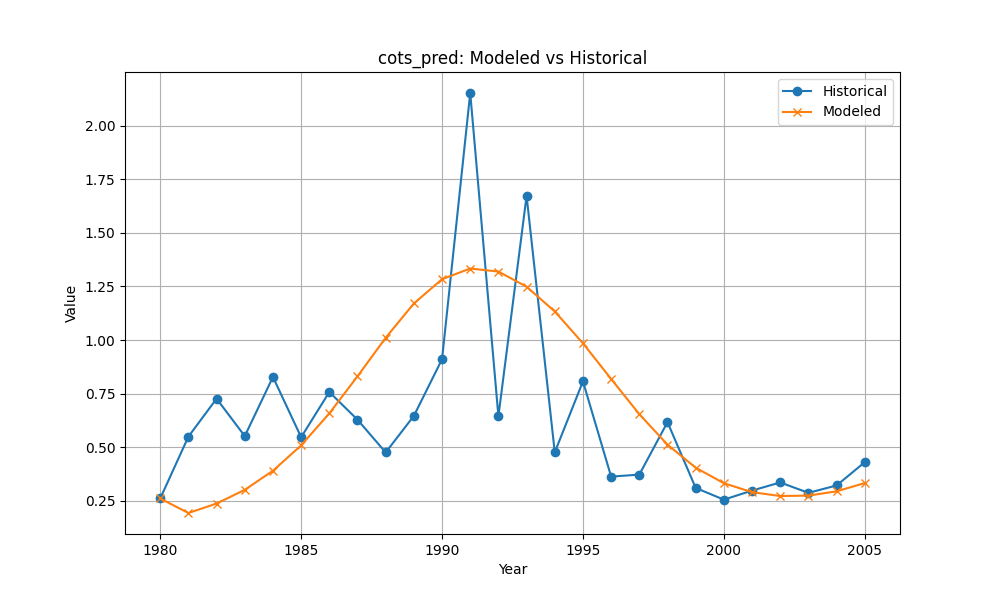 cots_pred: Modeled vs Historical
Historical
Modeled
2.00
1.75
1.50
1.25
1.00
0.75
0.50
0.25
Value
1980 1985 1990 1995 2000 2005
Year